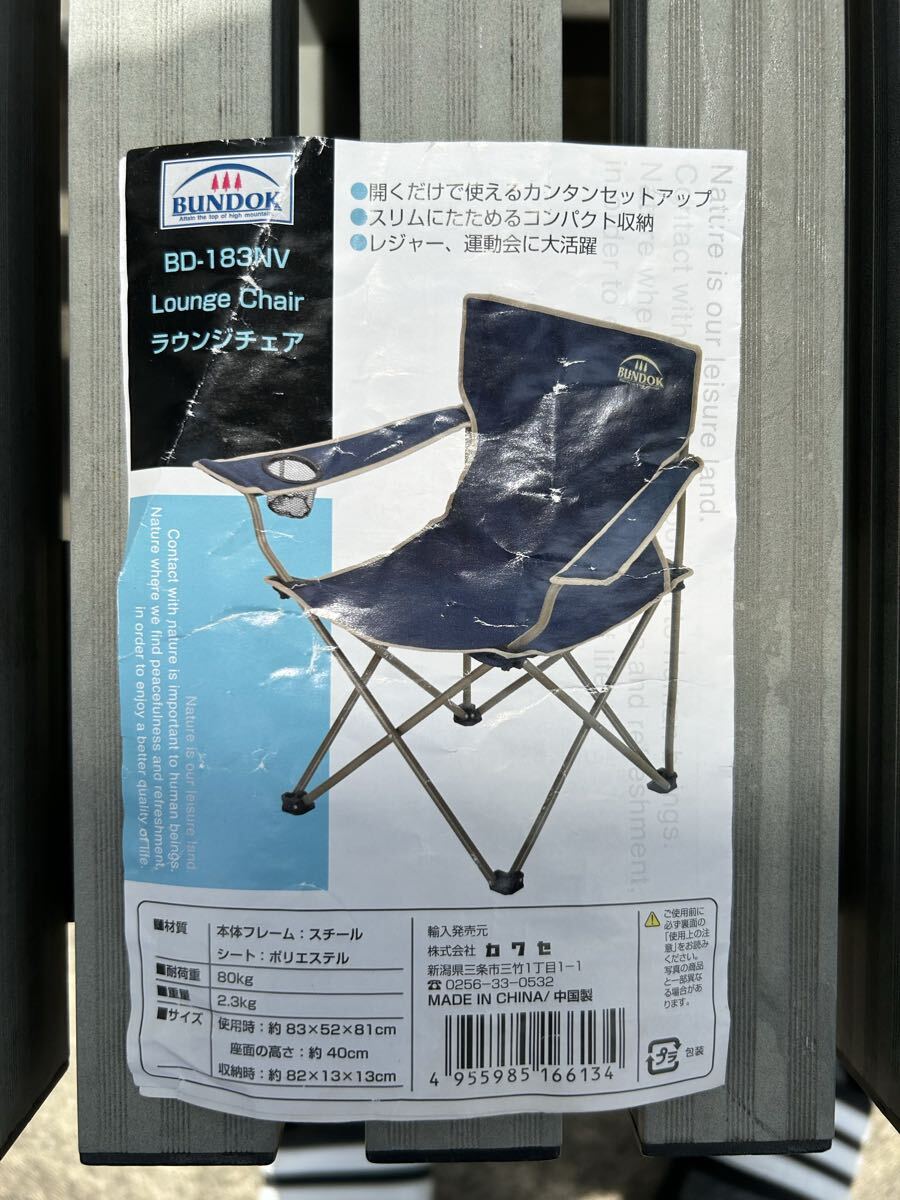 BUNDOK
Attain the top of high mountain.
BD-183NV
Lounge Chair
ラウンジチェア
●開くだけで使えるカンタンセットアップ
●スリムにたためるコンパクト収納
●レジャー、運動会に大活躍
BUNDOK
Nature is our leisure land.
Nature is our leisure land
Contact with nature is important to human beings.
Nature where we find peacefulness and refreshment,
in order to enjoy a better quality of life.
■材質
本体フレーム：スチール
シート：ポリエステル
■耐荷重
80kg
■重量
2.3kg
■サイズ
使用時：約 83×52×81cm
座面の高さ：約 40cm
収納時：約 82×13×13cm
輸入発売元
株式会社 カワセ
新潟県三条市三竹1丁目1-1
☎ 0256-33-0532
MADE IN CHINA/ 中国製
4 955985 166134
⚠ご使用前に
必ず裏面の
「使用上の注
意」をお読み
ください。
写真の商品
と一部異な
る場合があ
ります。
プラ
包装